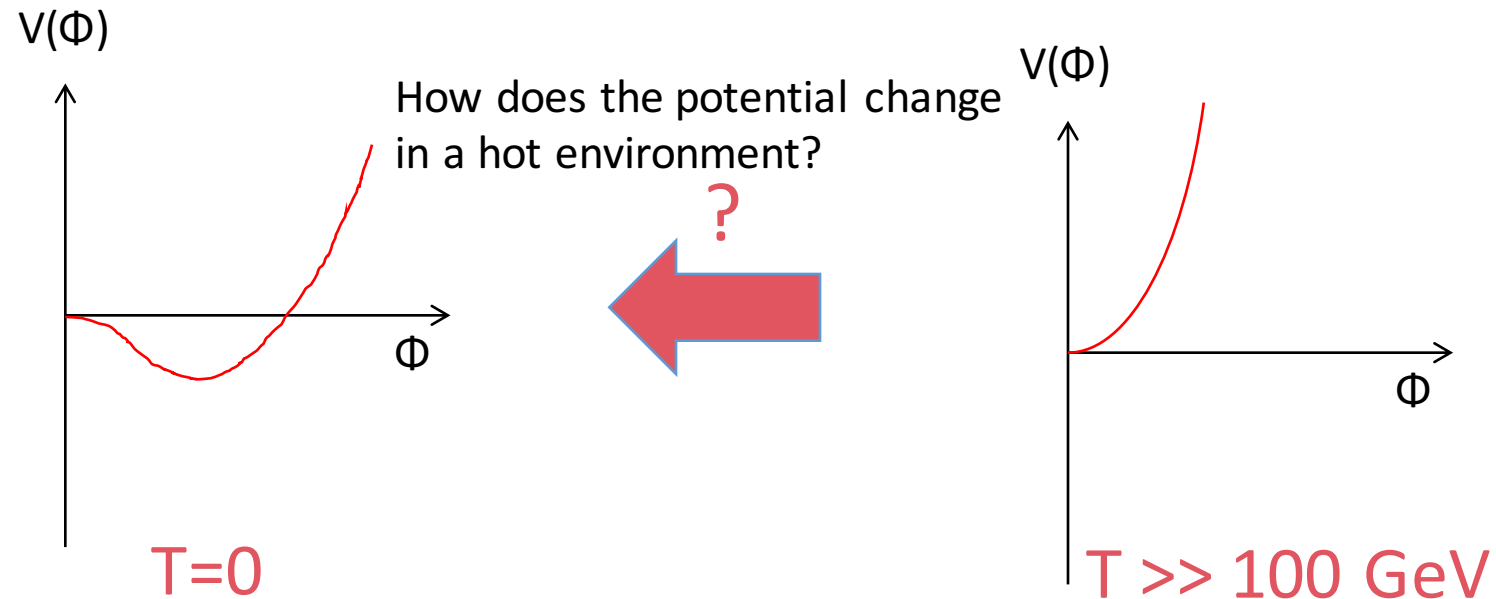 V(Φ)
How does the potential change
in a hot environment?
?
Φ
T=0
V(Φ)
Φ
T >> 100 GeV